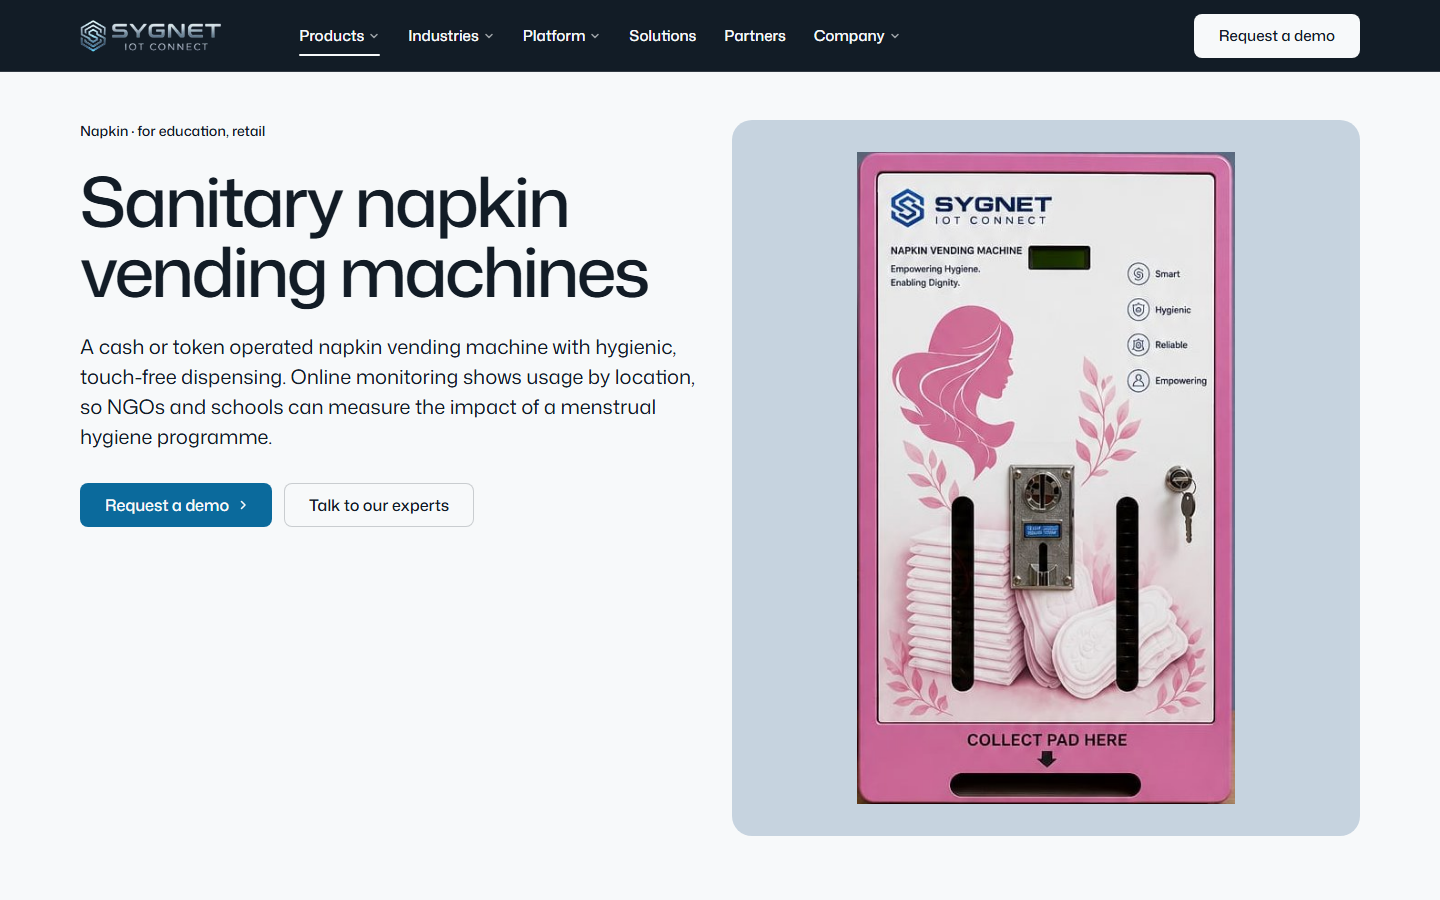 SYGNET
IOT CONNECT
Products
Industries
Platform
Solutions
Partners
Company
Request a demo
Napkin · for education, retail
Sanitary napkin
vending machines
A cash or token operated napkin vending machine with hygienic,
touch-free dispensing. Online monitoring shows usage by location,
so NGOs and schools can measure the impact of a menstrual
hygiene programme.
Request a demo
Talk to our experts
SYGNET
IOT CONNECT
NAPKIN VENDING MACHINE
Empowering Hygiene.
Enabling Dignity.
Smart
Hygienic
Reliable
Empowering
COLLECT PAD HERE